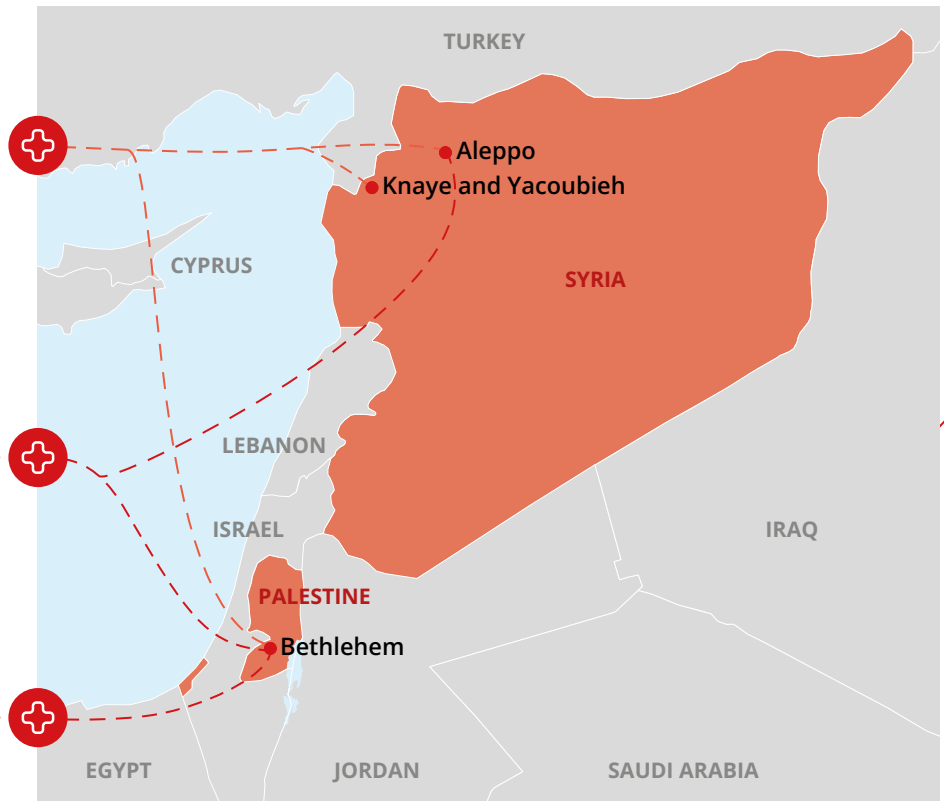 TURKEY
Aleppo
Knaye and Yacoubieh
CYPRUS
SYRIA
LEBANON
ISRAEL
IRAQ
PALESTINE
Bethlehem
EGYPT
JORDAN
SAUDI ARABIA